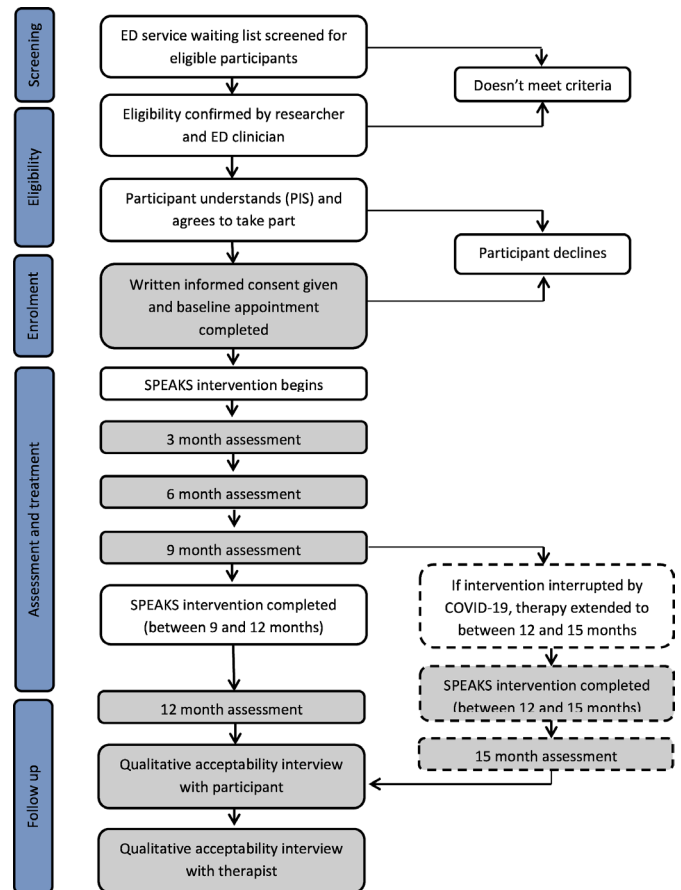 Screening
ED service waiting list screened for
eligible participants
Doesn't meet criteria
Eligibility
Eligibility confirmed by researcher
and ED clinician
Participant understands (PIS) and
agrees to take part
Participant declines
Enrolment
Written informed consent given
and baseline appointment
completed
Assessment and treatment
SPEAKS intervention begins
3 month assessment
6 month assessment
9 month assessment
If intervention interrupted by
COVID-19, therapy extended to
between 12 and 15 months
SPEAKS intervention completed
(between 9 and 12 months)
SPEAKS intervention completed
(between 12 and 15 months)
Follow up
12 month assessment
15 month assessment
Qualitative acceptability interview
with participant
Qualitative acceptability interview
with therapist